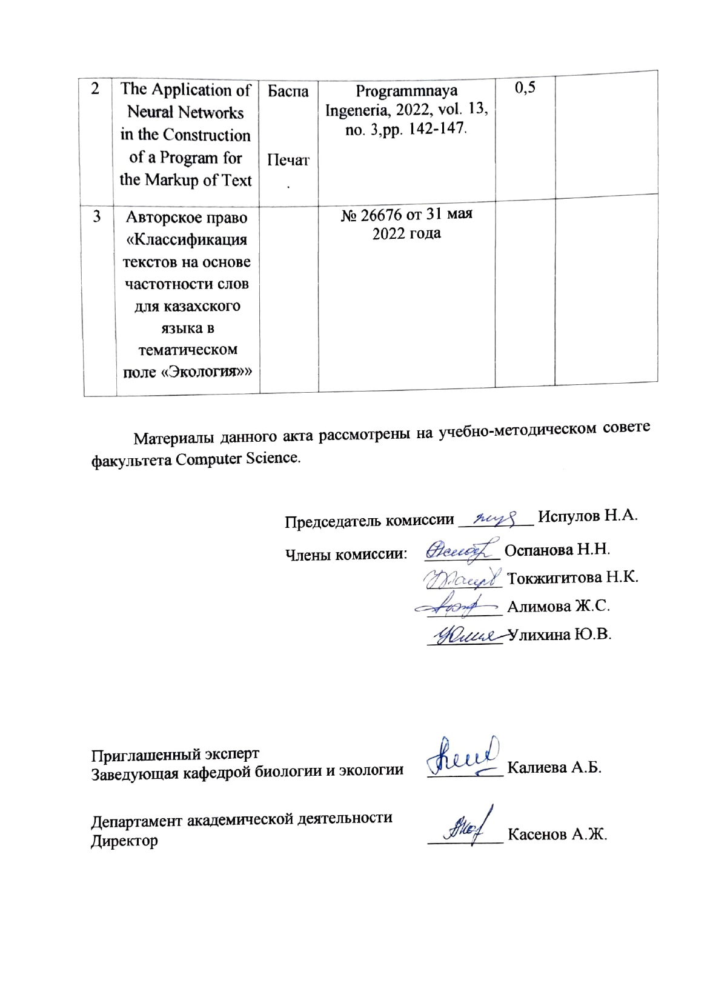 2
The Application of
Neural Networks
in the Construction
of a Program for
the Markup of Text
Баспа
Печат
.
Programmnaya
Ingeneria, 2022, vol. 13,
no. 3,pp. 142-147.
0,5
3
Авторское право
«Классификация
текстов на основе
частотности слов
для казахского
языка в
тематическом
поле «Экология»»
№ 26676 от 31 мая
2022 года
Материалы данного акта рассмотрены на учебно-методическом совете
факультета Computer Science.
Председатель комиссии Испулов Н.А.
Члены комиссии: Оспанова Н.Н.
Токжигитова Н.К.
Алимова Ж.С.
Улихина Ю.В.
Приглашенный эксперт
Заведующая кафедрой биологии и экологии Калиева А.Б.
Департамент академической деятельности
Директор Касенов А.Ж.